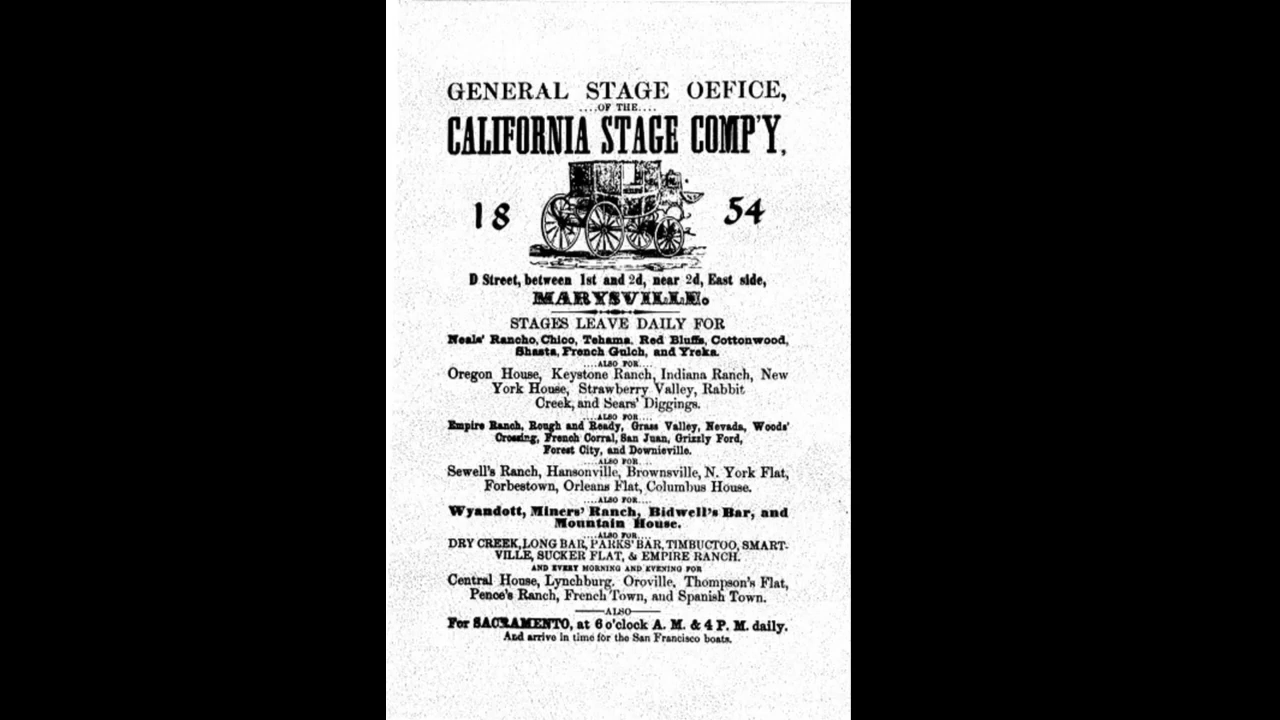 GENERAL STAGE OEFICE,
....OF THE....
CALIFORNIA STAGE COMP'Y,
18 54
D Street, between 1st and 2d, near 2d, East side,
MARYSVILLE.
STAGES LEAVE DAILY FOR
Neals' Rancho, Chico, Tehama, Red Bluffs, Cottonwood,
Shasta, French Gulch, and Yreka.
....ALSO FOR....
Oregon House, Keystone Ranch, Indiana Ranch, New
York House, Strawberry Valley, Rabbit
Creek, and Sears' Diggings.
....ALSO FOR....
Empire Ranch, Rough and Ready, Grass Valley, Nevada, Woods'
Crossing, French Corral, San Juan, Grizzly Ford,
Forest City, and Downieville.
....ALSO FOR....
Sewell's Ranch, Hansonville, Brownsville, N. York Flat,
Forbestown, Orleans Flat, Columbus House.
....ALSO FOR....
Wyandott, Miners' Ranch, Bidwell's Bar, and
Mountain House.
....ALSO FOR....
DRY CREEK, LONG BAR, PARKS' BAR, TIMBUCTOO, SMART-
VILLE, SUCKER FLAT, & EMPIRE RANCH.
AND EVERY MORNING AND EVENING FOR
Central House, Lynchburg, Oroville, Thompson's Flat,
Pence's Ranch, French Town, and Spanish Town.
ALSO
For SACRAMENTO, at 6 o'clock A. M. & 4 P. M. daily.
And arrive in time for the San Francisco boats.